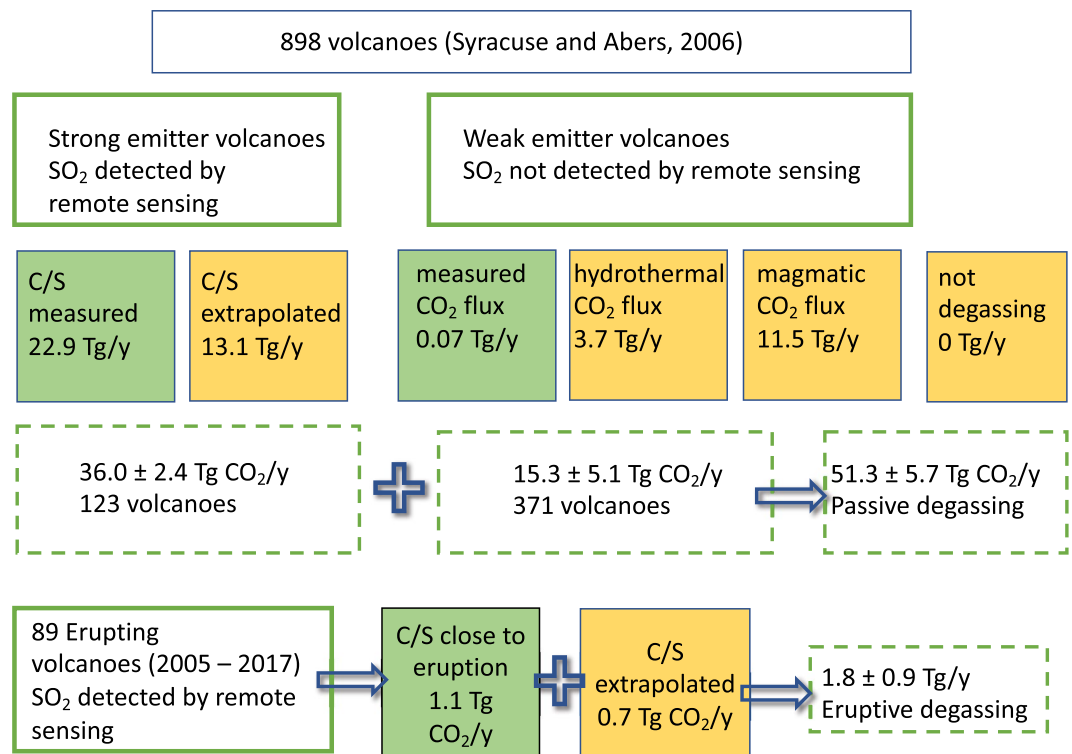 898 volcanoes (Syracuse and Abers, 2006)
Strong emitter volcanoes
SO₂ detected by
remote sensing
Weak emitter volcanoes
SO₂ not detected by remote sensing
C/S
measured
22.9 Tg/y
C/S
extrapolated
13.1 Tg/y
measured
CO₂ flux
0.07 Tg/y
hydrothermal
CO₂ flux
3.7 Tg/y
magmatic
CO₂ flux
11.5 Tg/y
not
degassing
0 Tg/y
36.0 ± 2.4 Tg CO₂/y
123 volcanoes
15.3 ± 5.1 Tg CO₂/y
371 volcanoes
51.3 ± 5.7 Tg CO₂/y
Passive degassing
89 Erupting
volcanoes (2005 – 2017)
SO₂ detected by remote
sensing
C/S close to
eruption
1.1 Tg
CO₂/y
C/S
extrapolated
0.7 Tg CO₂/y
1.8 ± 0.9 Tg/y
Eruptive degassing